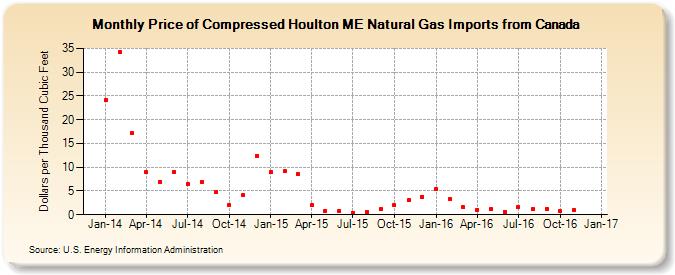 Monthly Price of Compressed Houlton ME Natural Gas Imports from Canada
Dollars per Thousand Cubic Feet
35
30
25
20
15
10
5
0
Jan-14 Apr-14 Jul-14 Oct-14 Jan-15 Apr-15 Jul-15 Oct-15 Jan-16 Apr-16 Jul-16 Oct-16 Jan-17
Source: U.S. Energy Information Administration